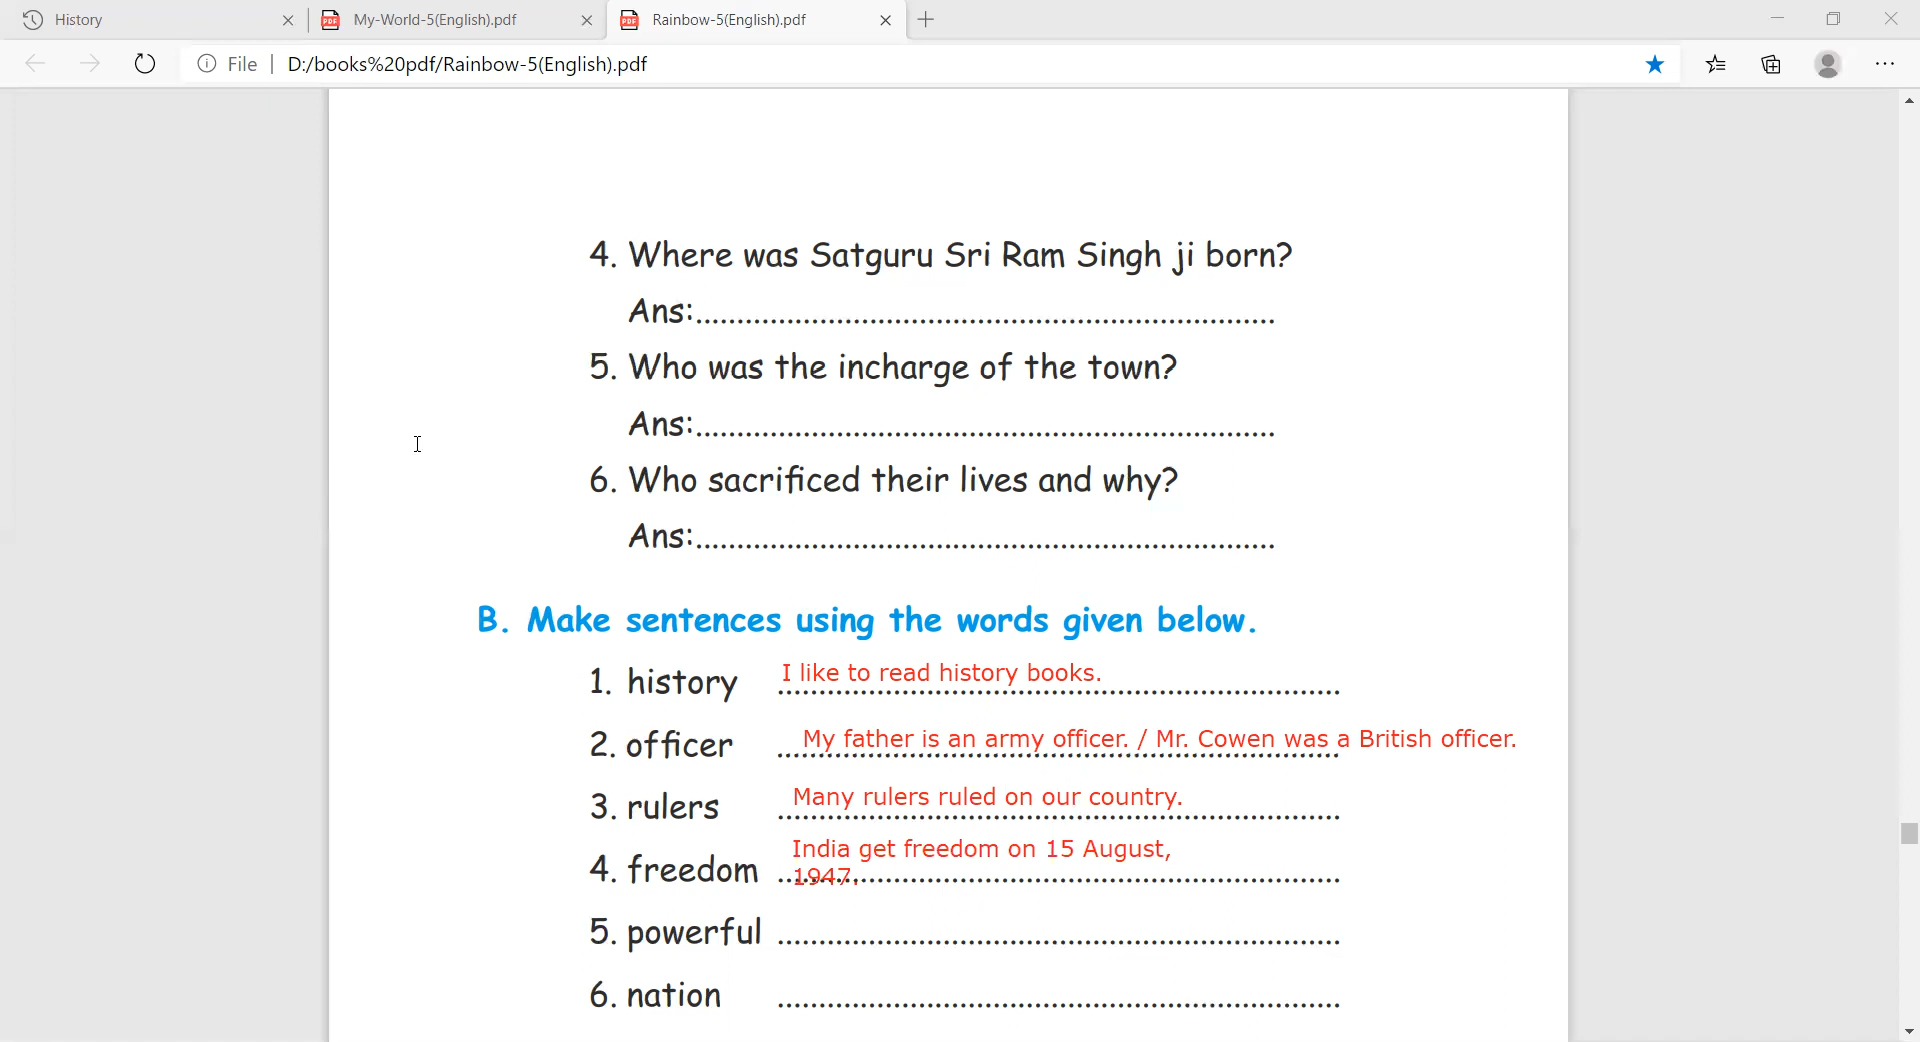 History
My-World-5(English).pdf
Rainbow-5(English).pdf
File
D:/books%20pdf/Rainbow-5(English).pdf
4. Where was Satguru Sri Ram Singh ji born?
Ans:......................................................................
5. Who was the incharge of the town?
Ans:......................................................................
6. Who sacrificed their lives and why?
Ans:......................................................................
B. Make sentences using the words given below.
1. history I like to read history books.
2. officer My father is an army officer. / Mr. Cowen was a British officer.
3. rulers Many rulers ruled on our country.
4. freedom India get freedom on 15 August,
1947.
5. powerful ....................................................................
6. nation ....................................................................